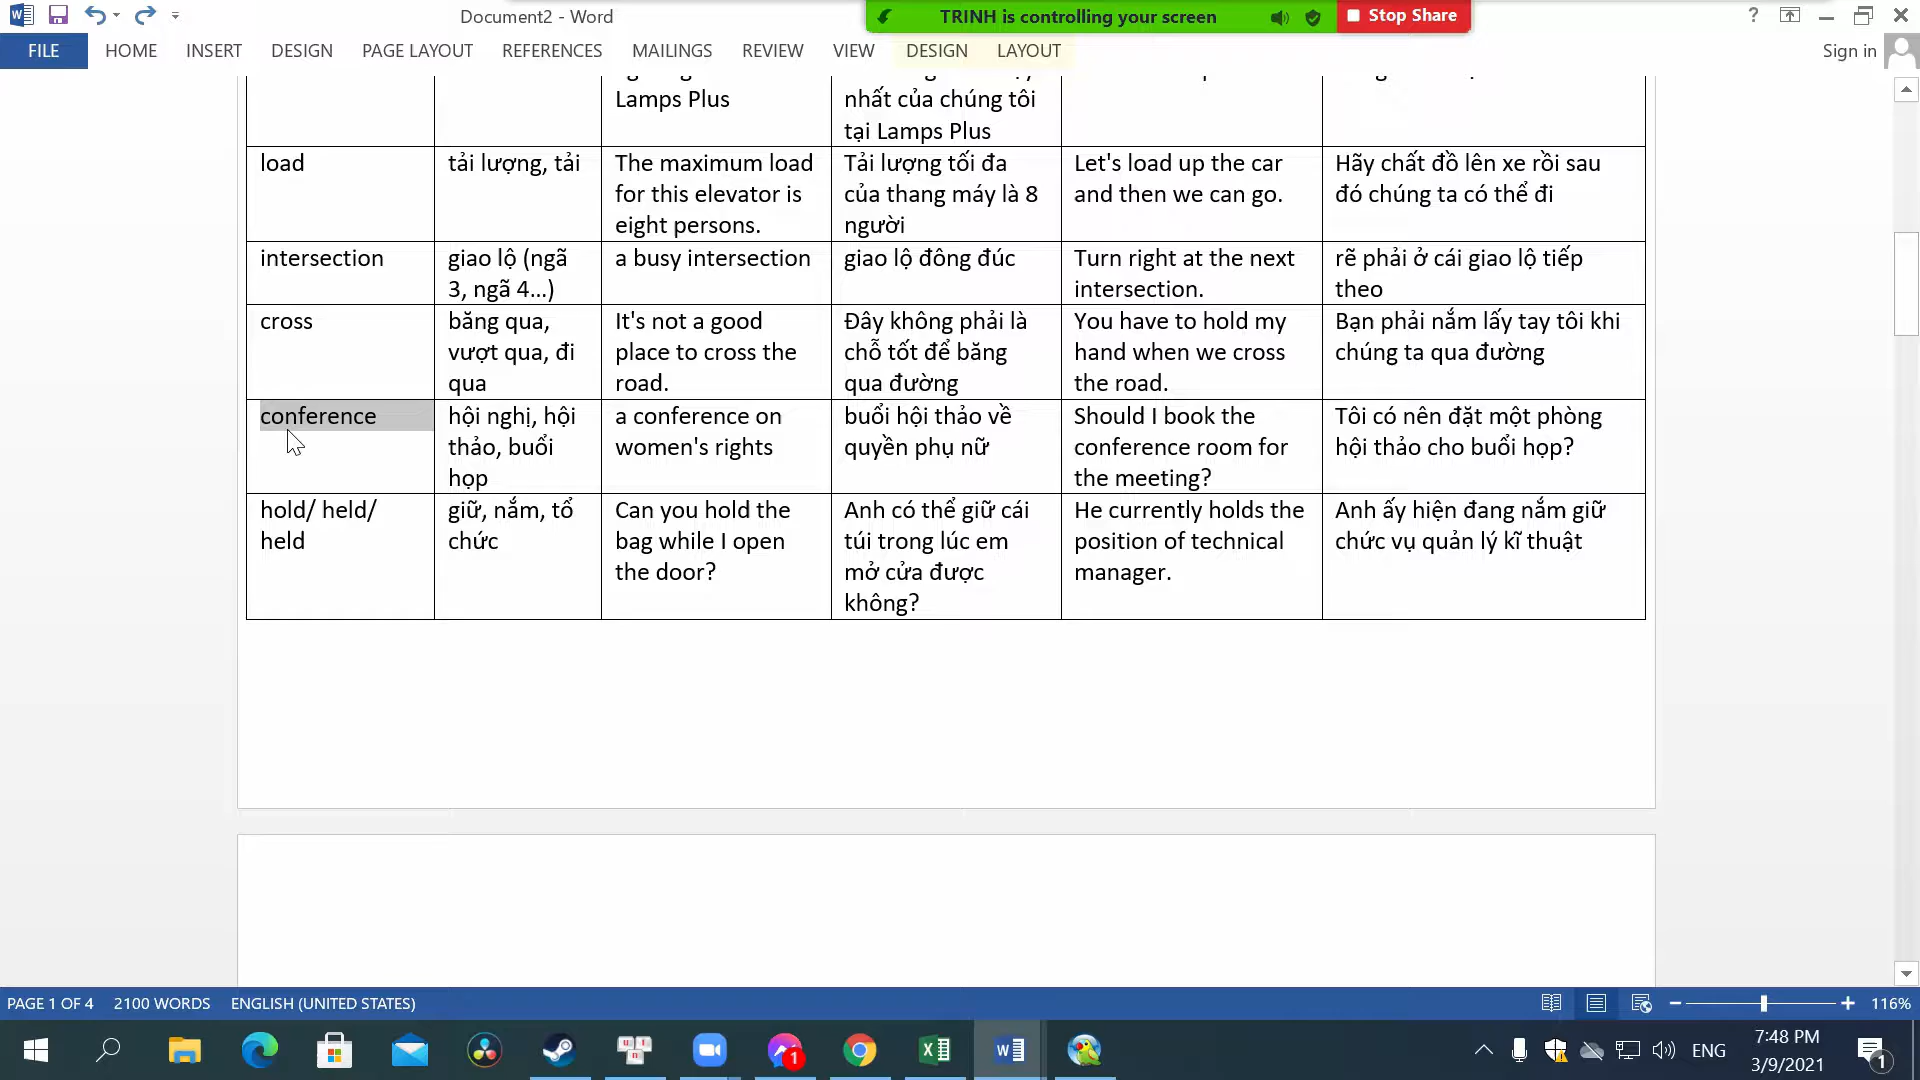 Document2 - Word
TRINH is controlling your screen
Stop Share
?
FILE
HOME
INSERT
DESIGN
PAGE LAYOUT
REFERENCES
MAILINGS
REVIEW
VIEW
DESIGN
LAYOUT
Sign in
Lamps Plus
nhất của chúng tôi
tại Lamps Plus
load
tải lượng, tải
The maximum load
for this elevator is
eight persons.
Tải lượng tối đa
của thang máy là 8
người
Let's load up the car
and then we can go.
Hãy chất đồ lên xe rồi sau
đó chúng ta có thể đi
intersection
giao lộ (ngã
3, ngã 4...)
a busy intersection
giao lộ đông đúc
Turn right at the next
intersection.
rẽ phải ở cái giao lộ tiếp
theo
cross
băng qua,
vượt qua, đi
qua
It's not a good
place to cross the
road.
Đây không phải là
chỗ tốt để băng
qua đường
You have to hold my
hand when we cross
the road.
Bạn phải nắm lấy tay tôi khi
chúng ta qua đường
conference
hội nghị, hội
thảo, buổi
họp
a conference on
women's rights
buổi hội thảo về
quyền phụ nữ
Should I book the
conference room for
the meeting?
Tôi có nên đặt một phòng
hội thảo cho buổi họp?
hold/ held/
held
giữ, nắm, tổ
chức
Can you hold the
bag while I open
the door?
Anh có thể giữ cái
túi trong lúc em
mở cửa được
không?
He currently holds the
position of technical
manager.
Anh ấy hiện đang nắm giữ
chức vụ quản lý kĩ thuật
PAGE 1 OF 4
2100 WORDS
ENGLISH (UNITED STATES)
116%
1
ENG
7:48 PM
3/9/2021
1